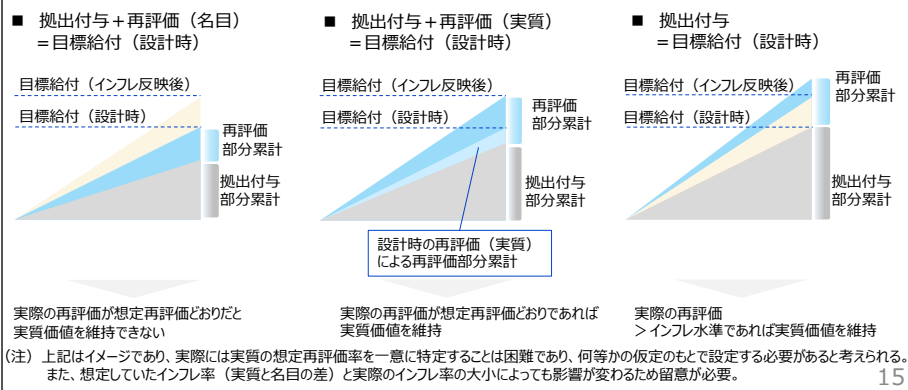 ■ 拠出付与＋再評価（名目）
＝目標給付（設計時）
目標給付（インフレ反映後）
目標給付（設計時）
再評価
部分累計
拠出付与
部分累計
実際の再評価が想定再評価どおりだと
実質価値を維持できない
■ 拠出付与＋再評価（実質）
＝目標給付（設計時）
目標給付（インフレ反映後）
目標給付（設計時）
再評価
部分累計
拠出付与
部分累計
設計時の再評価（実質）
による再評価部分累計
実際の再評価が想定再評価どおりであれば
実質価値を維持
■ 拠出付与
＝目標給付（設計時）
目標給付（インフレ反映後）
目標給付（設計時）
再評価
部分累計
拠出付与
部分累計
実際の再評価
＞インフレ水準であれば実質価値を維持
（注）上記はイメージであり、実際には実質の想定再評価率を一意に特定することは困難であり、何等かの仮定のもとで設定する必要があると考えられる。
また、想定していたインフレ率（実質と名目の差）と実際のインフレ率の大小によっても影響が変わるため留意が必要。
15